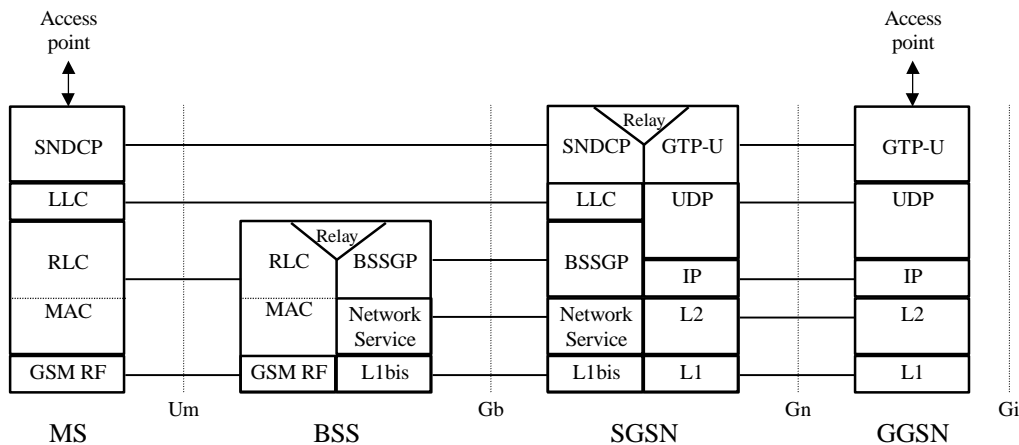 Access
point
Access
point
SNDCP
Relay
SNDCP
GTP-U
GTP-U
LLC
LLC
UDP
UDP
RLC
Relay
RLC
BSSGP
BSSGP
IP
IP
MAC
MAC
Network
Service
Network
Service
L2
L2
GSM RF
GSM RF
L1bis
L1bis
L1
L1
Um
Gb
Gn
Gi
MS
BSS
SGSN
GGSN